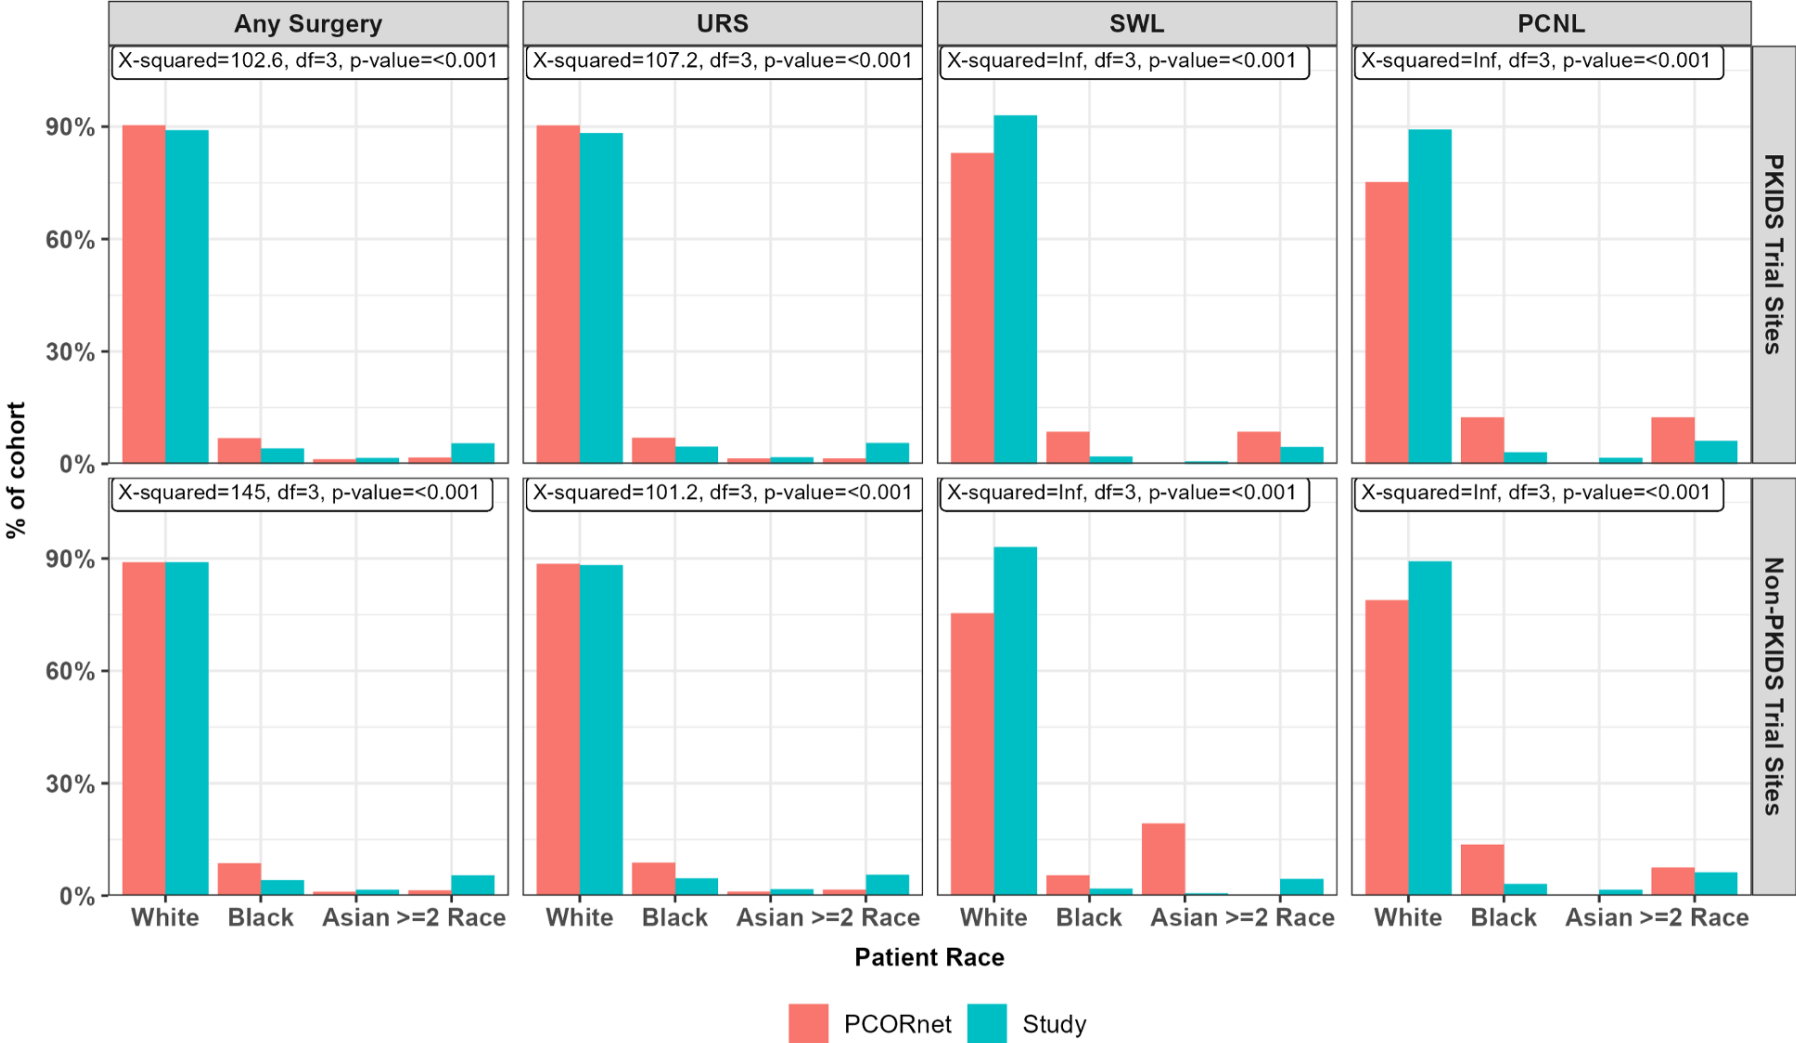 Any Surgery URS SWL PCNL
X-squared=102.6, df=3, p-value=<0.001 X-squared=107.2, df=3, p-value=<0.001 X-squared=Inf, df=3, p-value=<0.001 X-squared=Inf, df=3, p-value=<0.001
90%
60%
30%
0%
PKIDS Trial Sites
% of cohort
X-squared=145, df=3, p-value=<0.001 X-squared=101.2, df=3, p-value=<0.001 X-squared=Inf, df=3, p-value=<0.001 X-squared=Inf, df=3, p-value=<0.001
90%
60%
30%
0%
Non-PKIDS Trial Sites
White Black Asian >=2 Race White Black Asian >=2 Race White Black Asian >=2 Race White Black Asian >=2 Race
Patient Race
PCORnet Study